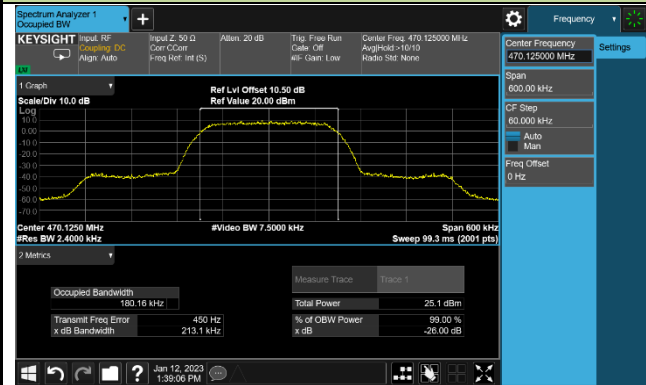 Spectrum Analyzer 1
Occupied BW
Frequency
KEYSIGHT
Input: RF
Coupling: DC
Align: Auto
Input Z: 50 Ω
Corr CCorr
Freq Ref: Int (S)
Atten: 20 dB
Trig: Free Run
Gate: Off
#IF Gain: Low
Center Freq: 470.125000 MHz
Avg|Hold:>10/10
Radio Std: None
Center Frequency
470.125000 MHz
Settings
Span
600.00 kHz
CF Step
60.000 kHz
Auto
Man
Freq Offset
0 Hz
1 Graph
Scale/Div 10.0 dB
Ref Lvl Offset 10.50 dB
Ref Value 20.00 dBm
Log
10.0
0.00
-10.0
-20.0
-30.0
-40.0
-50.0
-60.0
-70.0
Center 470.1250 MHz
#Video BW 7.5000 kHz
Span 600 kHz
#Res BW 2.4000 kHz
Sweep 99.3 ms (2001 pts)
2 Metrics
Measure Trace
Trace 1
Occupied Bandwidth
180.16 kHz
Total Power
25.1 dBm
Transmit Freq Error
450 Hz
% of OBW Power
99.00 %
x dB Bandwidth
213.1 kHz
x dB
-26.00 dB
?
Jan 12, 2023
1:39:06 PM